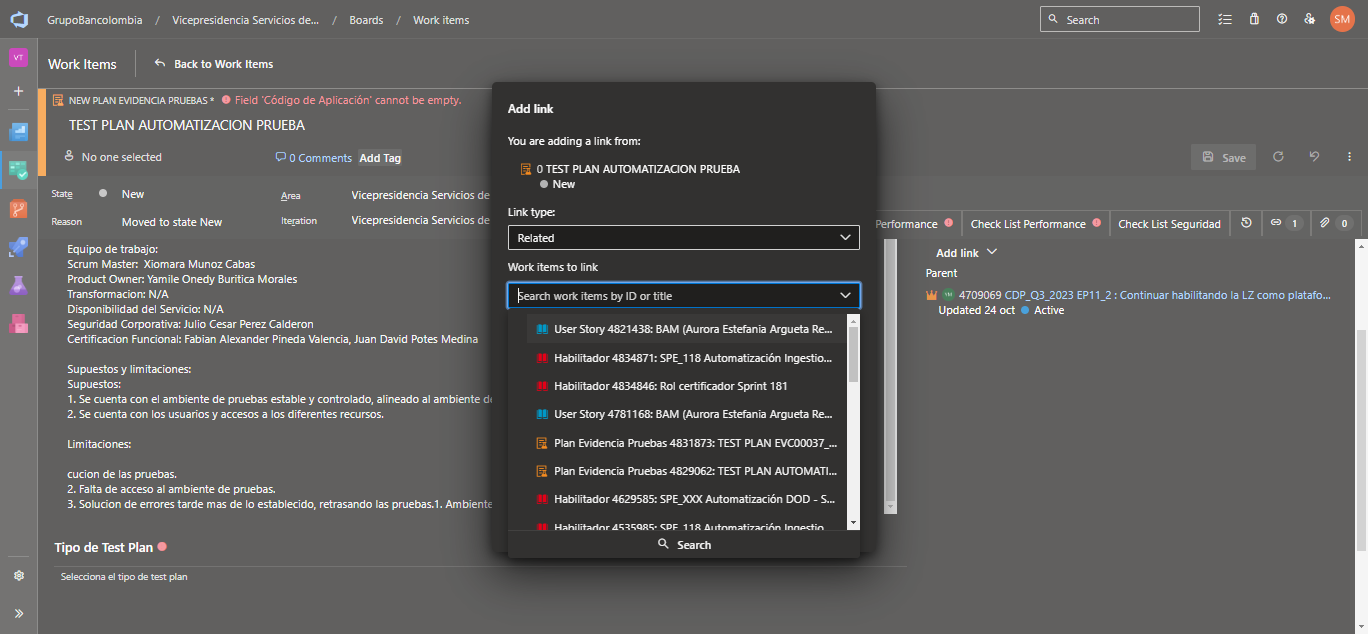 GrupoBancolombia / Vicepresidencia Servicios de... / Boards / Work items
Search
SM
VT
Work Items
Back to Work Items
NEW PLAN EVIDENCIA PRUEBAS * Field 'Código de Aplicación' cannot be empty.
TEST PLAN AUTOMATIZACION PRUEBA
No one selected
0 Comments
Add Tag
Save
State
New
Area
Vicepresidencia Servicios de
Reason
Moved to state New
Iteration
Vicepresidencia Servicios de
Performance
Check List Performance
Check List Seguridad
1
0
Equipo de trabajo:
Scrum Master: Xiomara Munoz Cabas
Product Owner: Yamile Onedy Buritica Morales
Transformacion: N/A
Disponibilidad del Servicio: N/A
Seguridad Corporativa: Julio Cesar Perez Calderon
Certificacion Funcional: Fabian Alexander Pineda Valencia, Juan David Potes Medina
Supuestos y limitaciones:
Supuestos:
1. Se cuenta con el ambiente de pruebas estable y controlado, alineado al ambiente de
2. Se cuenta con los usuarios y accesos a los diferentes recursos.
Limitaciones:
cucion de las pruebas.
2. Falta de acceso al ambiente de pruebas.
3. Solucion de errores tarde mas de lo establecido, retrasando las pruebas.1. Ambiente
Tipo de Test Plan
Selecciona el tipo de test plan
Add link
You are adding a link from:
0 TEST PLAN AUTOMATIZACION PRUEBA
New
Link type:
Related
Work items to link
Search work items by ID or title
User Story 4821438: BAM (Aurora Estefania Argueta Re...
Habilitador 4834871: SPE_118 Automatización Ingestio...
Habilitador 4834846: Rol certificador Sprint 181
User Story 4781168: BAM (Aurora Estefania Argueta Re...
Plan Evidencia Pruebas 4831873: TEST PLAN EVC00037_...
Plan Evidencia Pruebas 4829062: TEST PLAN AUTOMATI...
Habilitador 4629585: SPE_XXX Automatización DOD - S...
Habilitador 4535985: SPE_118 Automatización Ingestio
Search
Add link
Parent
4709069 CDP_Q3_2023 EP11_2 : Continuar habilitando la LZ como platafo...
Updated 24 oct
Active